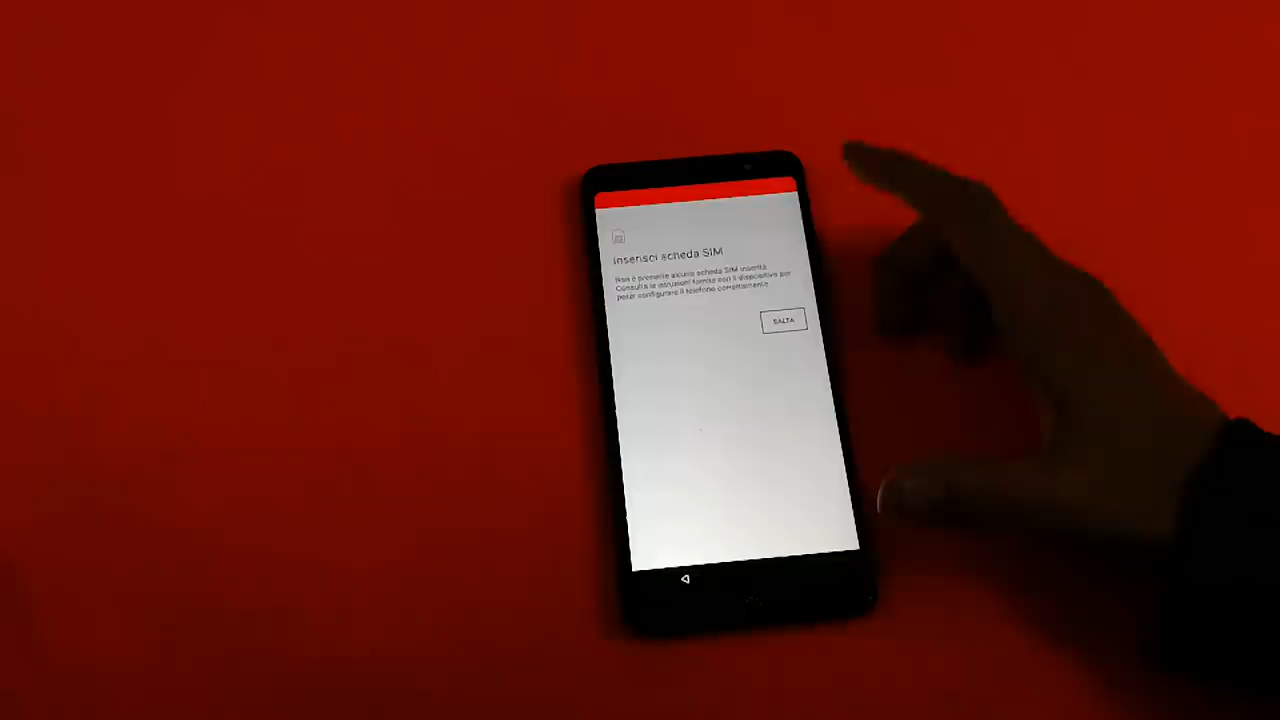 Inserisci scheda SIM
Non è presente alcuna scheda SIM inserita.
Consulta le istruzioni fornite con il dispositivo per
poter configurare il telefono correttamente.
SALTA